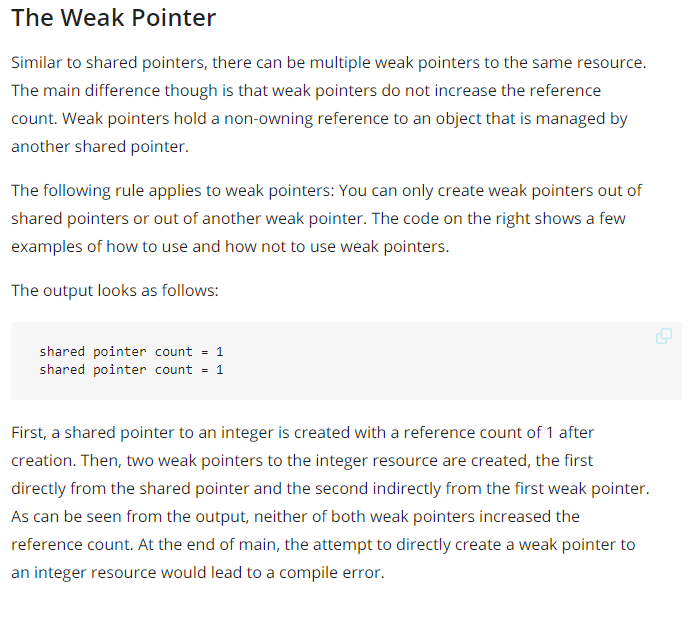 The Weak Pointer
Similar to shared pointers, there can be multiple weak pointers to the same resource.
The main difference though is that weak pointers do not increase the reference
count. Weak pointers hold a non-owning reference to an object that is managed by
another shared pointer.
The following rule applies to weak pointers: You can only create weak pointers out of
shared pointers or out of another weak pointer. The code on the right shows a few
examples of how to use and how not to use weak pointers.
The output looks as follows:
shared pointer count = 1
shared pointer count = 1
First, a shared pointer to an integer is created with a reference count of 1 after
creation. Then, two weak pointers to the integer resource are created, the first
directly from the shared pointer and the second indirectly from the first weak pointer.
As can be seen from the output, neither of both weak pointers increased the
reference count. At the end of main, the attempt to directly create a weak pointer to
an integer resource would lead to a compile error.